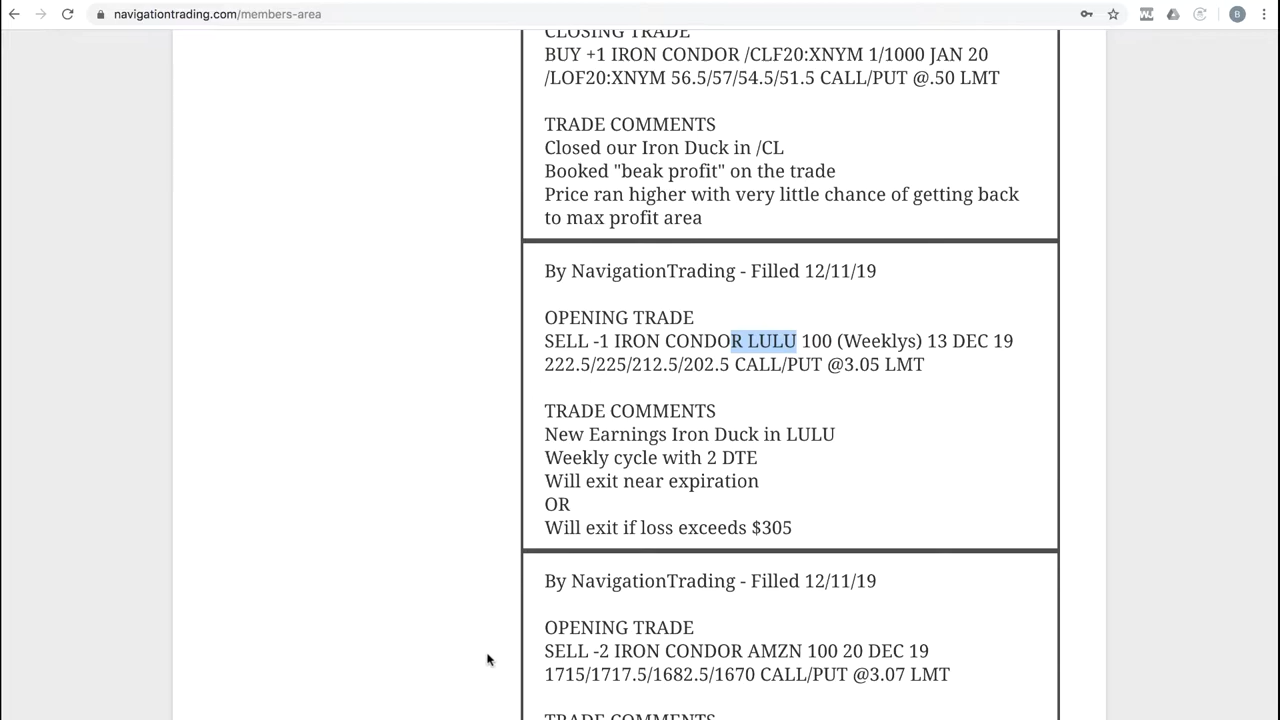 navigationtrading.com/members-area
B
CLOSING TRADE
BUY +1 IRON CONDOR /CLF20:XNYM 1/1000 JAN 20
/LOF20:XNYM 56.5/57/54.5/51.5 CALL/PUT @.50 LMT
TRADE COMMENTS
Closed our Iron Duck in /CL
Booked "beak profit" on the trade
Price ran higher with very little chance of getting back
to max profit area
By NavigationTrading - Filled 12/11/19
OPENING TRADE
SELL -1 IRON CONDOR LULU 100 (Weeklys) 13 DEC 19
222.5/225/212.5/202.5 CALL/PUT @3.05 LMT
TRADE COMMENTS
New Earnings Iron Duck in LULU
Weekly cycle with 2 DTE
Will exit near expiration
OR
Will exit if loss exceeds $305
By NavigationTrading - Filled 12/11/19
OPENING TRADE
SELL -2 IRON CONDOR AMZN 100 20 DEC 19
1715/1717.5/1682.5/1670 CALL/PUT @3.07 LMT
TRADE COMMENTS